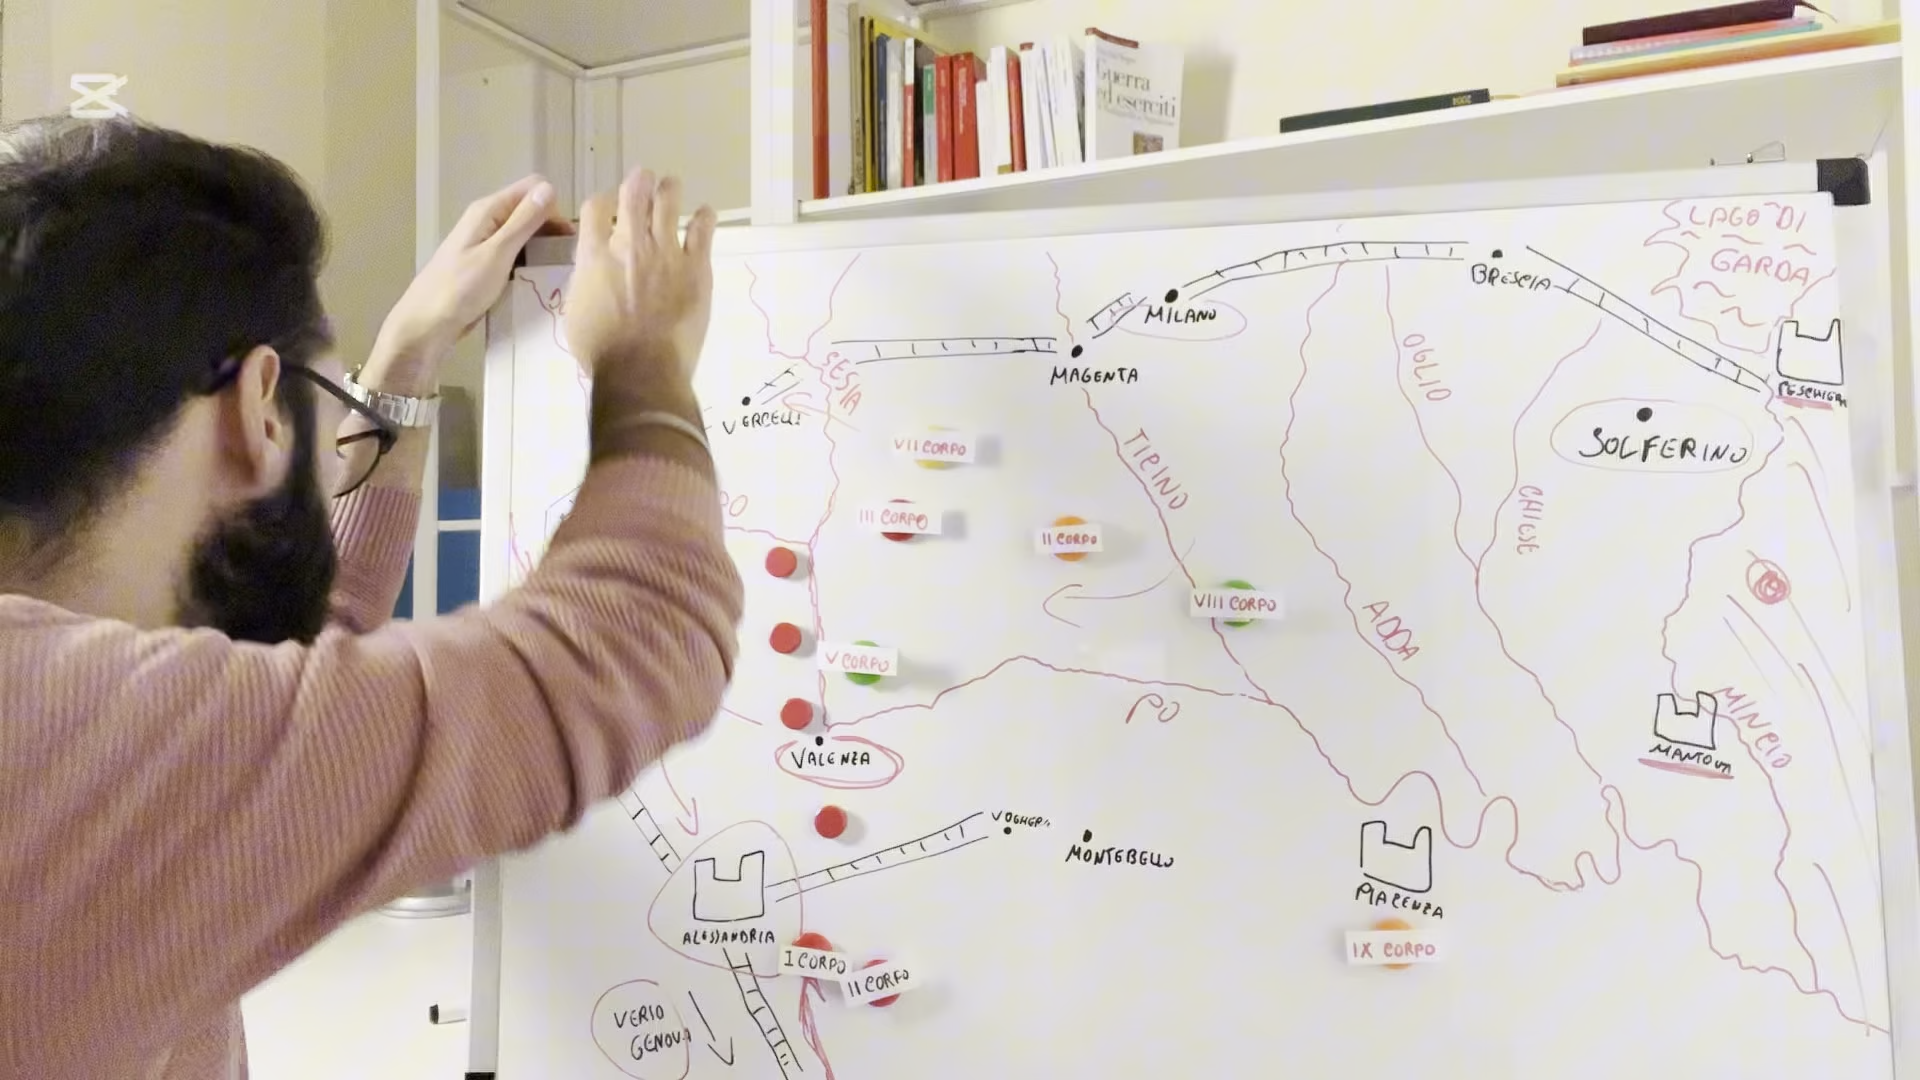 Guerra
ed eserciti
2004
LAGO DI
GARDA
BRESCIA
MILANO
MAGENTA
PESCHIERA
SESIA
VERCELLI
OGLIO
SOLFERINO
VII CORPO
TICINO
PO
III CORPO
II CORPO
CHIESE
VIII CORPO
ADDA
V CORPO
PO
MINCIO
MANTOVA
VALENZA
VOGHERA
MONTEBELLO
PIACENZA
ALESSANDRIA
I CORPO
II CORPO
IX CORPO
VERSO
GENOVA